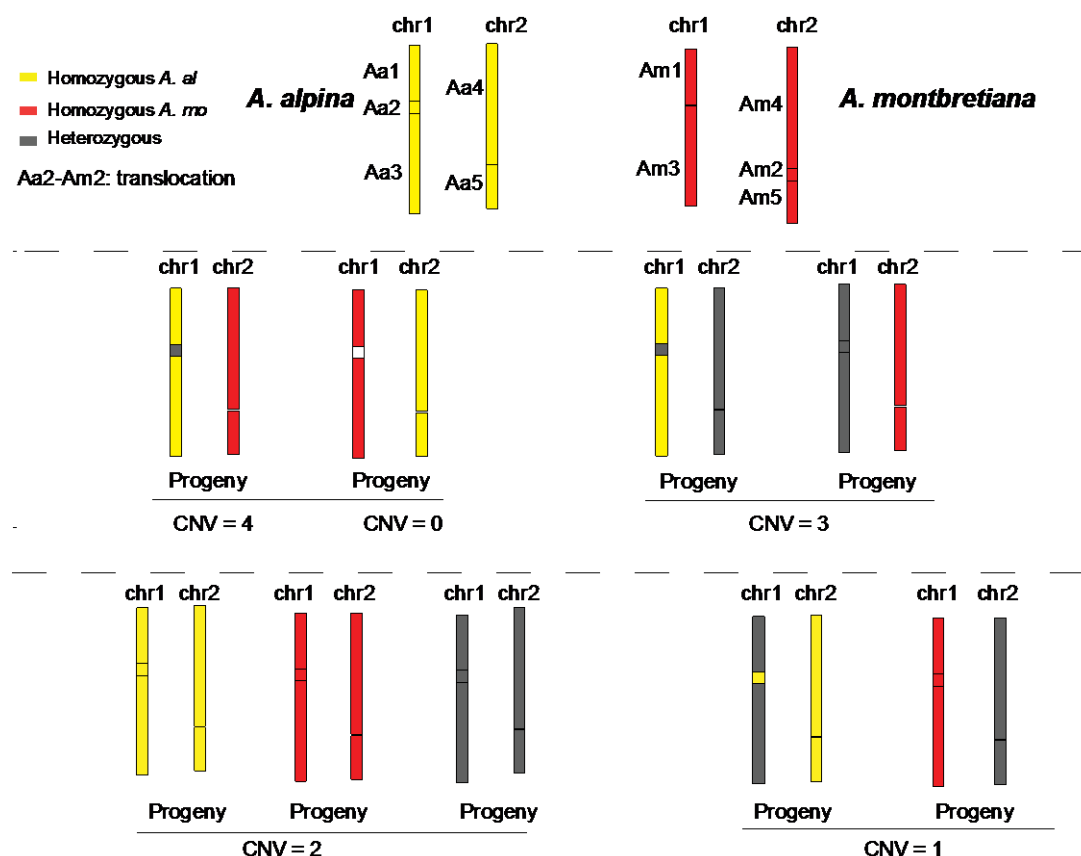 chr1 chr2
chr1 chr2
Homozygous A. al
Homozygous A. mo
Heterozygous
Aa2-Am2: translocation
A. alpina
Aa1
Aa2
Aa3
Aa4
Aa5
Am1
Am3
Am4
Am2
Am5
A. montbretiana
chr1 chr2 chr1 chr2 chr1 chr2 chr1 chr2
Progeny Progeny Progeny Progeny
CNV = 4 CNV = 0 CNV = 3
chr1 chr2 chr1 chr2 chr1 chr2 chr1 chr2 chr1 chr2
Progeny Progeny Progeny Progeny Progeny
CNV = 2 CNV = 1